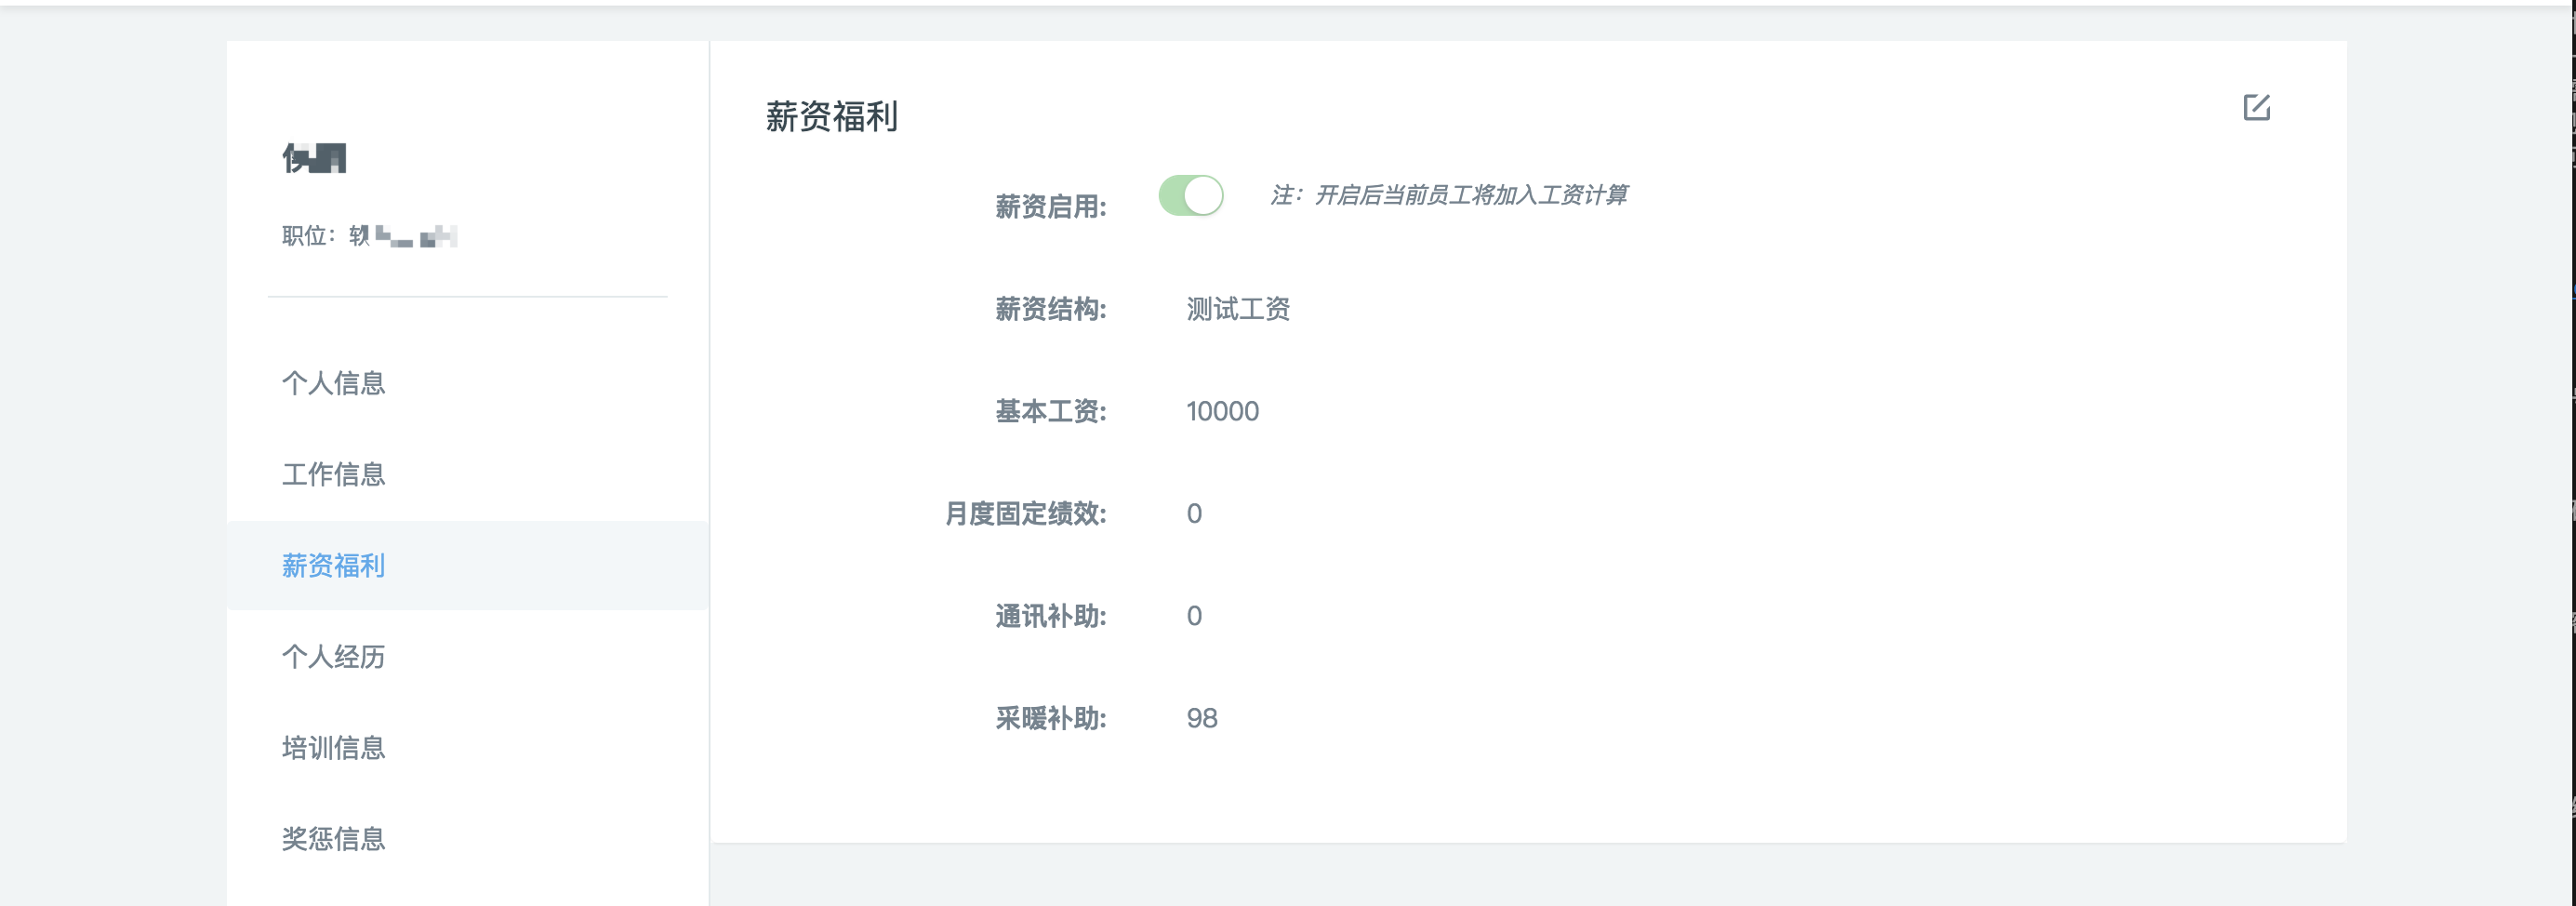 职位：软
个人信息
工作信息
薪资福利
个人经历
培训信息
奖惩信息
薪资福利
薪资启用: 注：开启后当前员工将加入工资计算
薪资结构: 测试工资
基本工资: 10000
月度固定绩效: 0
通讯补助: 0
采暖补助: 98